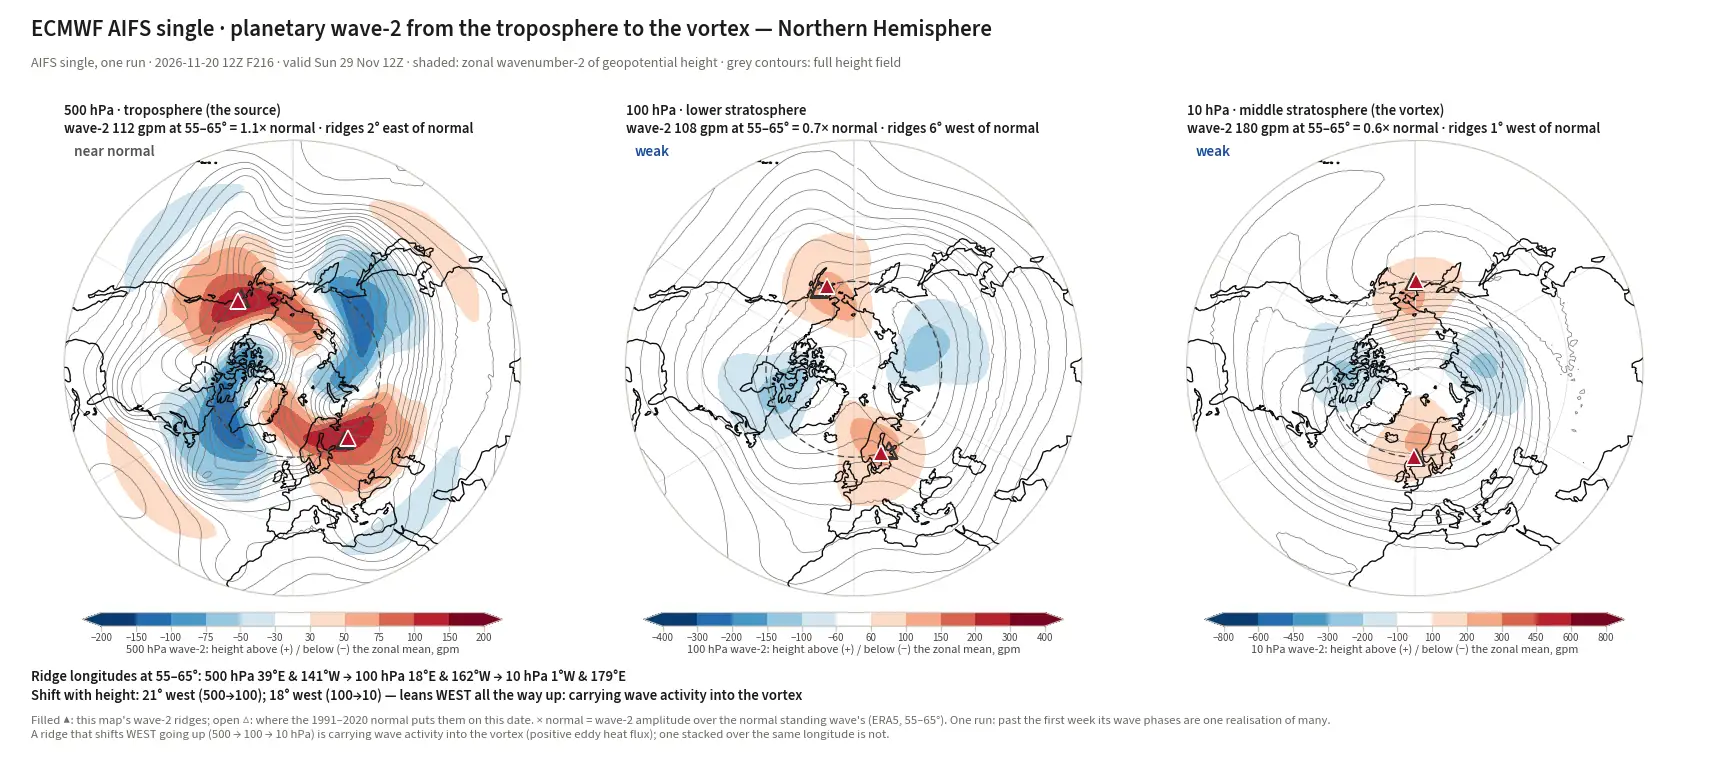 ECMWF AIFS single · planetary wave-2 from the troposphere to the vortex — Northern Hemisphere
AIFS single, one run · 2026-11-20 12Z F216 · valid Sun 29 Nov 12Z · shaded: zonal wavenumber-2 of geopotential height · grey contours: full height field
500 hPa · troposphere (the source)
wave-2 112 gpm at 55–65° = 1.1× normal · ridges 2° east of normal
near normal
100 hPa · lower stratosphere
wave-2 108 gpm at 55–65° = 0.7× normal · ridges 6° west of normal
weak
10 hPa · middle stratosphere (the vortex)
wave-2 180 gpm at 55–65° = 0.6× normal · ridges 1° west of normal
weak
−200 −150 −100 −75 −50 −30 30 50 75 100 150 200
500 hPa wave-2: height above (+) / below (−) the zonal mean, gpm
−400 −300 −200 −150 −100 −60 60 100 150 200 300 400
100 hPa wave-2: height above (+) / below (−) the zonal mean, gpm
−800 −600 −450 −300 −200 −100 100 200 300 450 600 800
10 hPa wave-2: height above (+) / below (−) the zonal mean, gpm
Ridge longitudes at 55–65°: 500 hPa 39°E & 141°W → 100 hPa 18°E & 162°W → 10 hPa 1°W & 179°E
Shift with height: 21° west (500→100); 18° west (100→10) — leans WEST all the way up: carrying wave activity into the vortex
Filled ▲: this map's wave-2 ridges; open △: where the 1991–2020 normal puts them on this date. × normal = wave-2 amplitude over the normal standing wave's (ERA5, 55–65°). One run: past the first week its wave phases are one realisation of many.
A ridge that shifts WEST going up (500 → 100 → 10 hPa) is carrying wave activity into the vortex (positive eddy heat flux); one stacked over the same longitude is not.